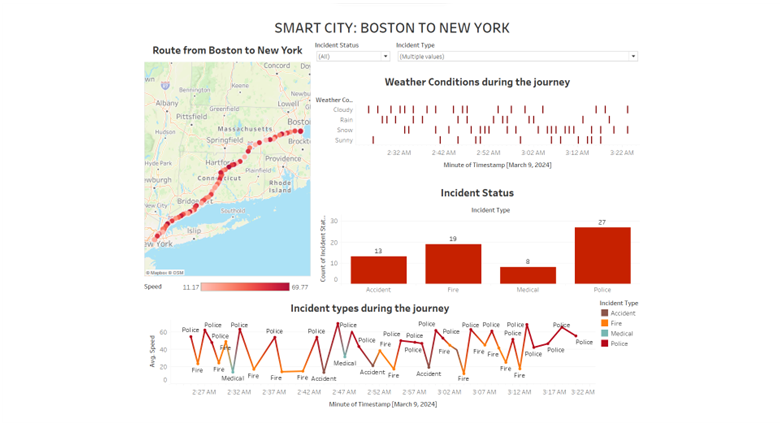 SMART CITY: BOSTON TO NEW YORK
Route from Boston to New York
Incident Status
(All)
Incident Type
(Multiple values)
Weather Conditions during the journey
Weather Co..
Cloudy
Rain
Snow
Sunny
2:32 AM 2:42 AM 2:52 AM 3:02 AM 3:12 AM 3:22 AM
Minute of Timestamp [March 9, 2024]
Concord
Keene
Bennington
Albany
Greenfield
Lowell
Pittsfield
Boston
Massachusetts
Hudson
Springfield
Brockt
Hyde Park
Hartfor
Providence
Connecticut
Plainfield
wburgh
Rhode
Island
New City
Bridgep
Southold
Islip
w York
© Mapbox © OSM
Speed 11.17 69.77
Incident Status
Incident Type
Count of Incident Stat..
30
20
10
0
13 19 8 27
Accident Fire Medical Police
Incident types during the journey
Incident Type
Accident
Fire
Medical
Police
Avg. Speed
60
40
20
0
Police Police Police Police Police Police Police Police Police Police Police Police Police Police Police Police Police
Fire Fire Fire Fire Fire Fire Fire Fire Fire Fire Fire Fire
Medical Medical
Accident Accident Accident
2:27 AM 2:32 AM 2:37 AM 2:42 AM 2:47 AM 2:52 AM 2:57 AM 3:02 AM 3:07 AM 3:12 AM 3:17 AM 3:22 AM
Minute of Timestamp [March 9, 2024]